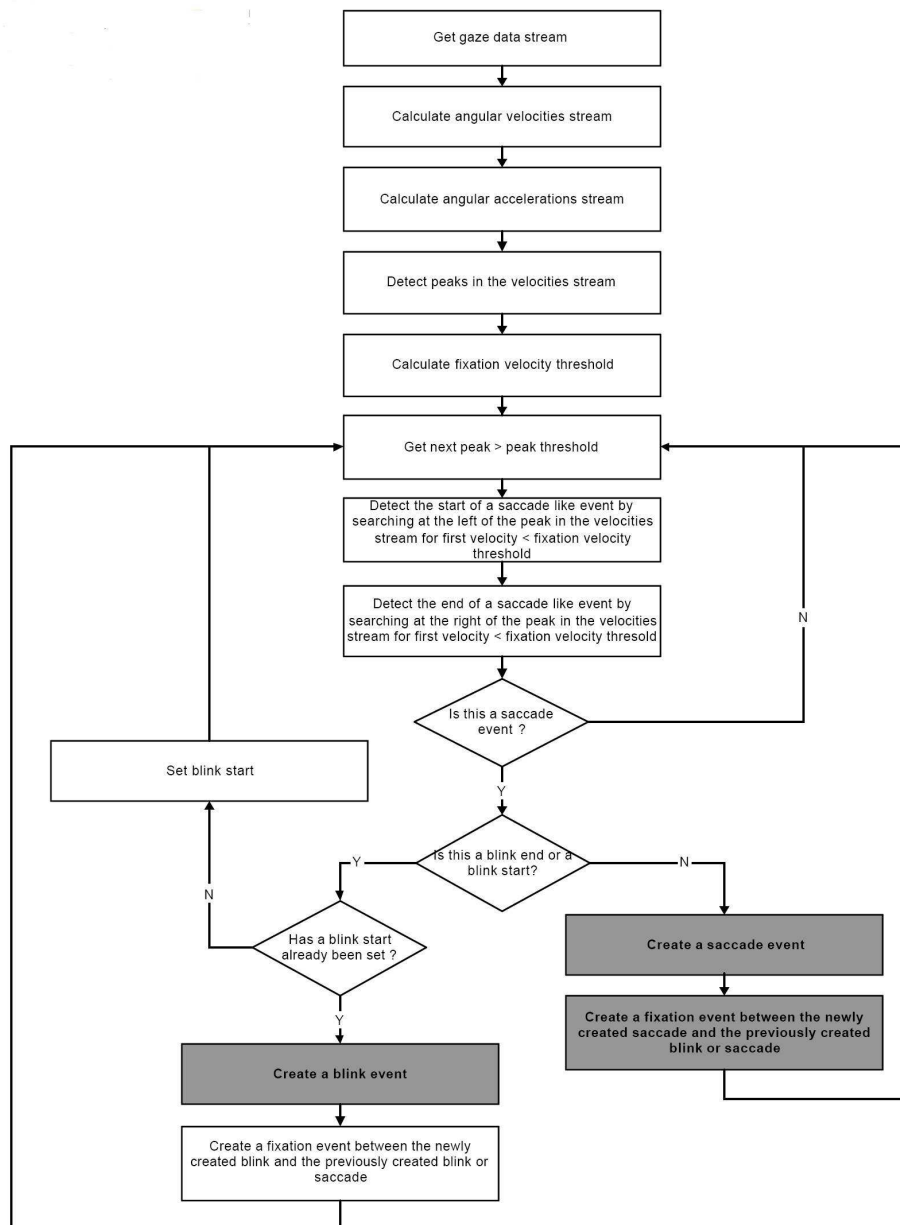 Get gaze data stream
Calculate angular velocities stream
Calculate angular accelerations stream
Detect peaks in the velocities stream
Calculate fixation velocity threshold
Get next peak > peak threshold
Detect the start of a saccade like event by
searching at the left of the peak in the velocities
stream for first velocity < fixation velocity
threshold
Detect the end of a saccade like event by
searching at the right of the peak in the velocities
stream for first velocity < fixation velocity thresold
N
Is this a saccade
event ?
Set blink start
Y
Is this a blink end or a
blink start?
Y
N
N
Has a blink start
already been set ?
Create a saccade event
Create a fixation event between the newly
created saccade and the previously created
blink or saccade
Y
Create a blink event
Create a fixation event between the newly
created blink and the previously created blink or
saccade